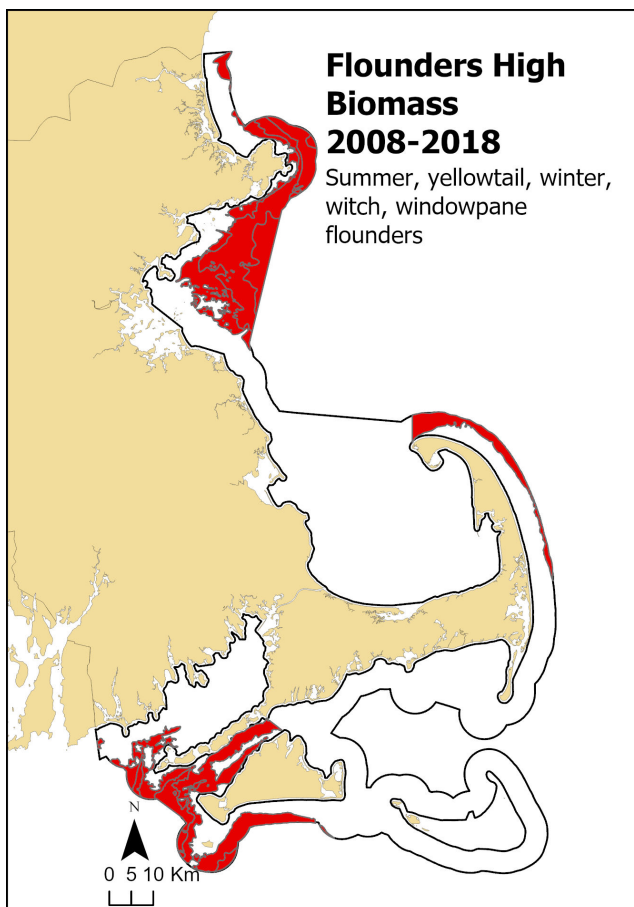 Flounders High
Biomass
2008-2018
Summer, yellowtail, winter,
witch, windowpane
flounders
N
0 5 10 Km